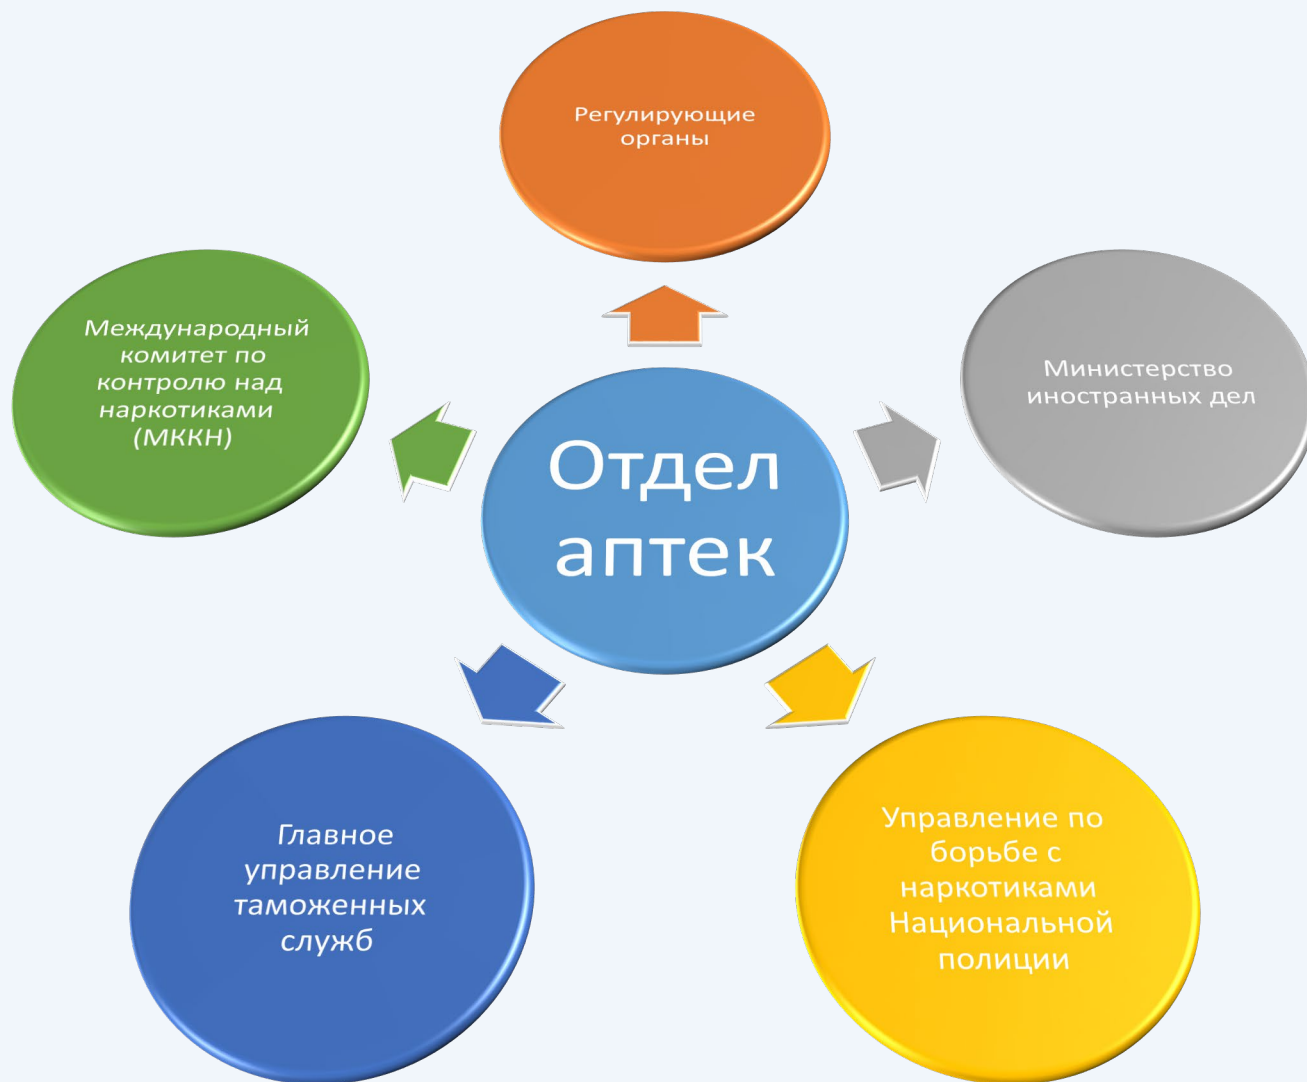 Регулирующие
органы
Международный
комитет по
контролю над
наркотиками
(МККН)
Министерство
иностранных дел
Отдел
аптек
Главное
управление
таможенных
служб
Управление по
борьбе с
наркотиками
Национальной
полиции